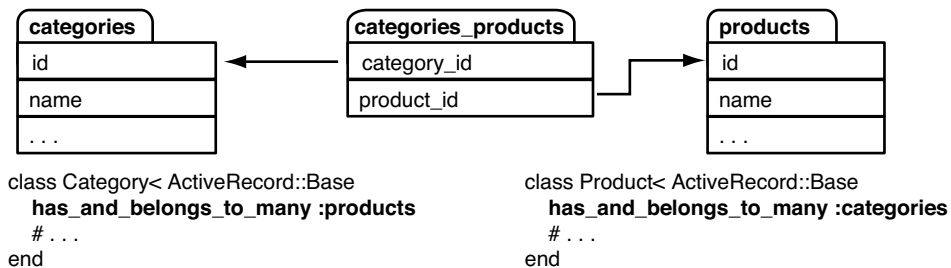 categories
id
name
. . .
categories_products
category_id
product_id
products
id
name
. . .
class Category< ActiveRecord::Base
has_and_belongs_to_many :products
# . . .
end
class Product< ActiveRecord::Base
has_and_belongs_to_many :categories
# . . .
end